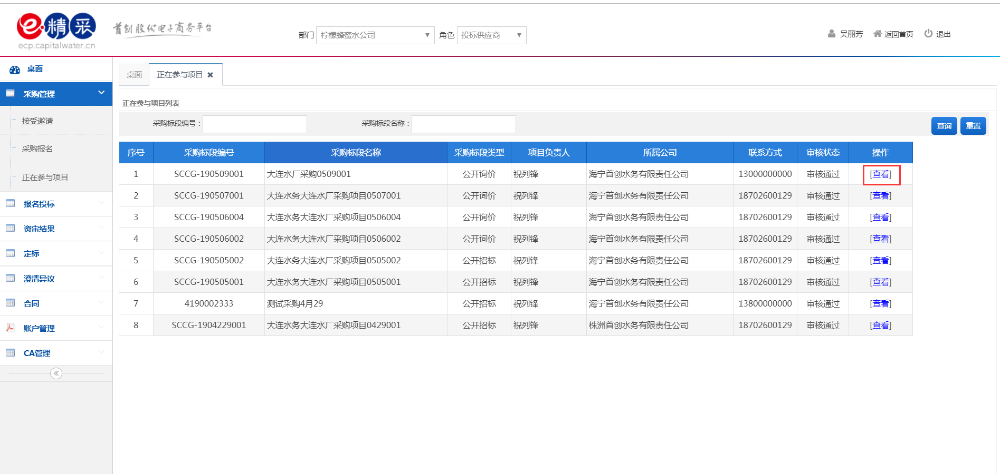 e精采 首创股份电子商务平台
ecp.capitalwater.cn
部门 柠檬蜂蜜水公司 ▼ 角色 投标供应商 ▼
吴丽芳 返回首页 退出
桌面
采购管理
接受邀请
采购报名
正在参与项目
报名投标
资审结果
定标
澄清异议
合同
账户管理
CA管理
桌面 正在参与项目 ✖
正在参与项目列表
采购标段编号： 采购标段名称： 查询 重置
序号 采购标段编号 采购标段名称 采购标段类型 项目负责人 所属公司 联系方式 审核状态 操作
1 SCCG-190509001 大连水厂采购0509001 公开询价 祝列锋 海宁首创水务有限责任公司 13000000000 审核通过 [查看]
2 SCCG-190507001 大连水务大连水厂采购项目0507001 公开询价 祝列锋 海宁首创水务有限责任公司 18702600129 审核通过 [查看]
3 SCCG-190506004 大连水务大连水厂采购项目0506004 公开询价 祝列锋 海宁首创水务有限责任公司 18702600129 审核通过 [查看]
4 SCCG-190506002 大连水务大连水厂采购项目0506002 公开询价 祝列锋 海宁首创水务有限责任公司 18702600129 审核通过 [查看]
5 SCCG-190505002 大连水务大连水厂采购项目0505002 公开招标 祝列锋 海宁首创水务有限责任公司 18702600129 审核通过 [查看]
6 SCCG-190505001 大连水务大连水厂采购项目0505001 公开招标 祝列锋 海宁首创水务有限责任公司 18702600129 审核通过 [查看]
7 4190002333 测试采购4月29 公开招标 祝列锋 海宁首创水务有限责任公司 13800000000 审核通过 [查看]
8 SCCG-1904229001 大连水务大连水厂采购项目0429001 公开招标 祝列锋 株洲首创水务有限责任公司 18702600129 审核通过 [查看]